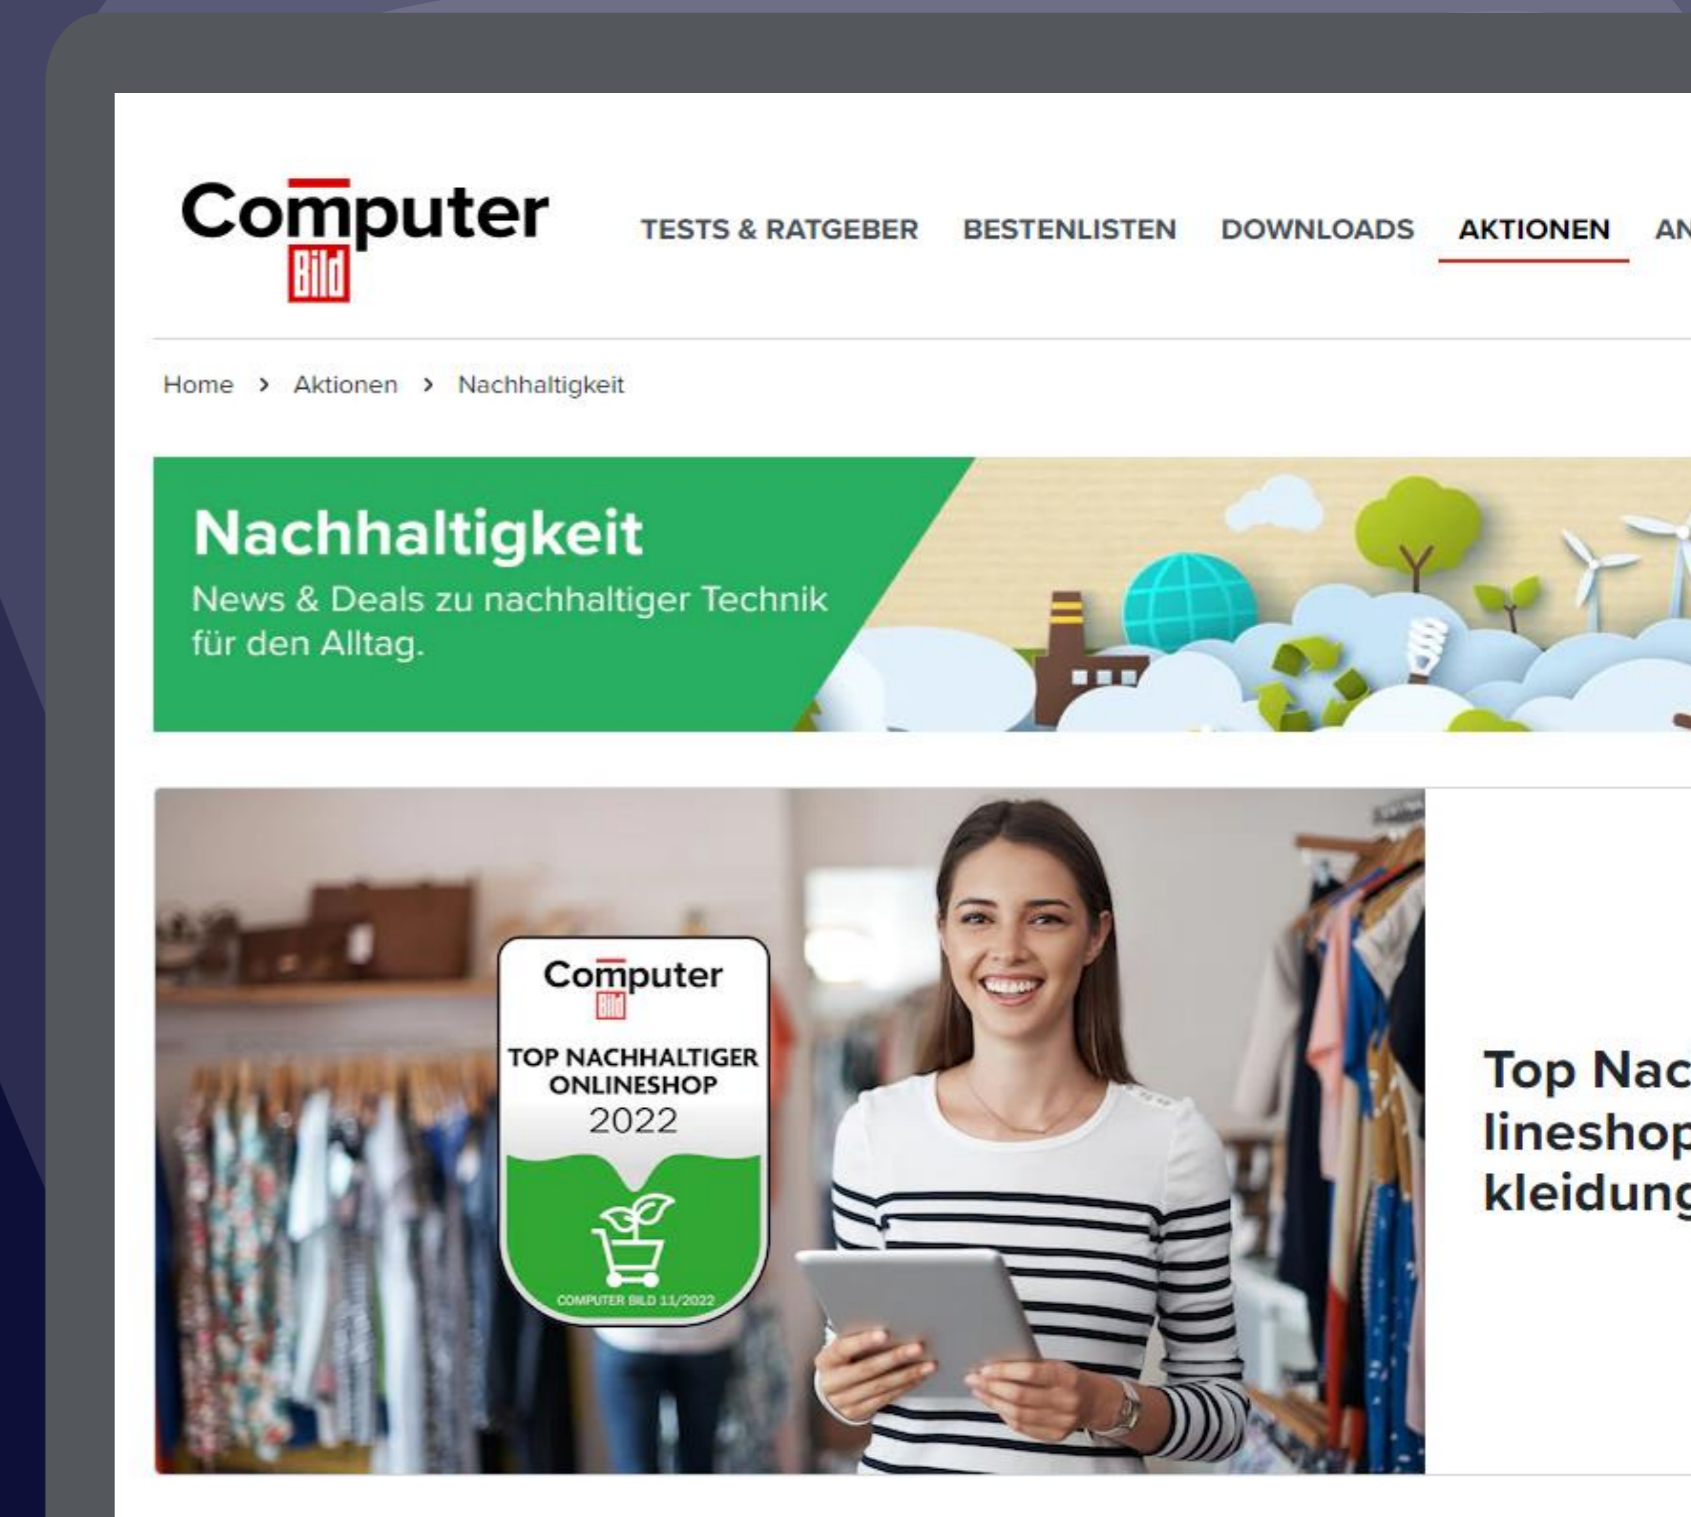 Computer
Bild
TESTS & RATGEBER BESTENLISTEN DOWNLOADS AKTIONEN AN
Home > Aktionen > Nachhaltigkeit
Nachhaltigkeit
News & Deals zu nachhaltiger Technik
für den Alltag.
Computer
Bild
TOP NACHHALTIGER
ONLINESHOP
2022
COMPUTER BILD 11/2022
Top Nac
lineshop
kleidung